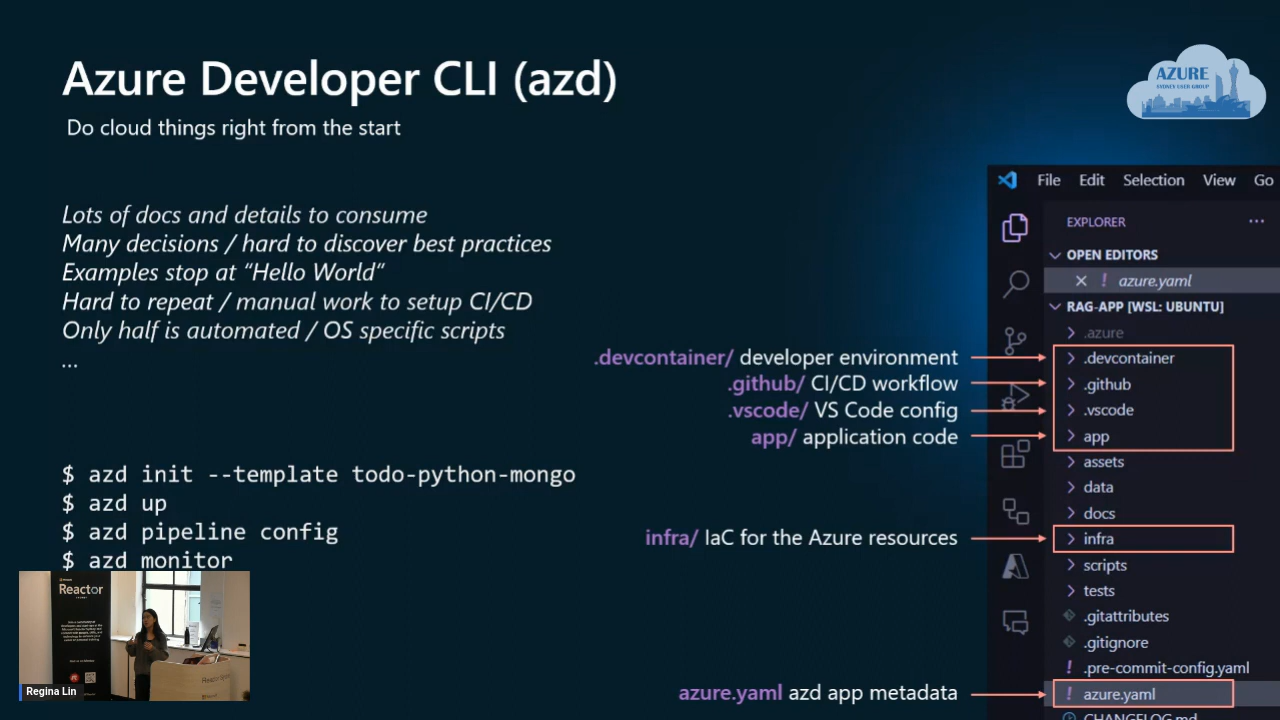 Azure Developer CLI (azd)
Do cloud things right from the start
AZURE
SYDNEY USER GROUP
Lots of docs and details to consume
Many decisions / hard to discover best practices
Examples stop at “Hello World”
Hard to repeat / manual work to setup CI/CD
Only half is automated / OS specific scripts
...
$ azd init --template todo-python-mongo
$ azd up
$ azd pipeline config
$ azd monitor
.devcontainer/ developer environment
.github/ CI/CD workflow
.vscode/ VS Code config
app/ application code
infra/ IaC for the Azure resources
azure.yaml azd app metadata
File Edit Selection View Go
EXPLORER ...
OPEN EDITORS
! azure.yaml
RAG-APP [WSL: UBUNTU]
.azure
.devcontainer
.github
.vscode
app
assets
data
docs
infra
scripts
tests
.gitattributes
.gitignore
! .pre-commit-config.yaml
! azure.yaml
CHANGELOG.md
Reactor
Regina Lin